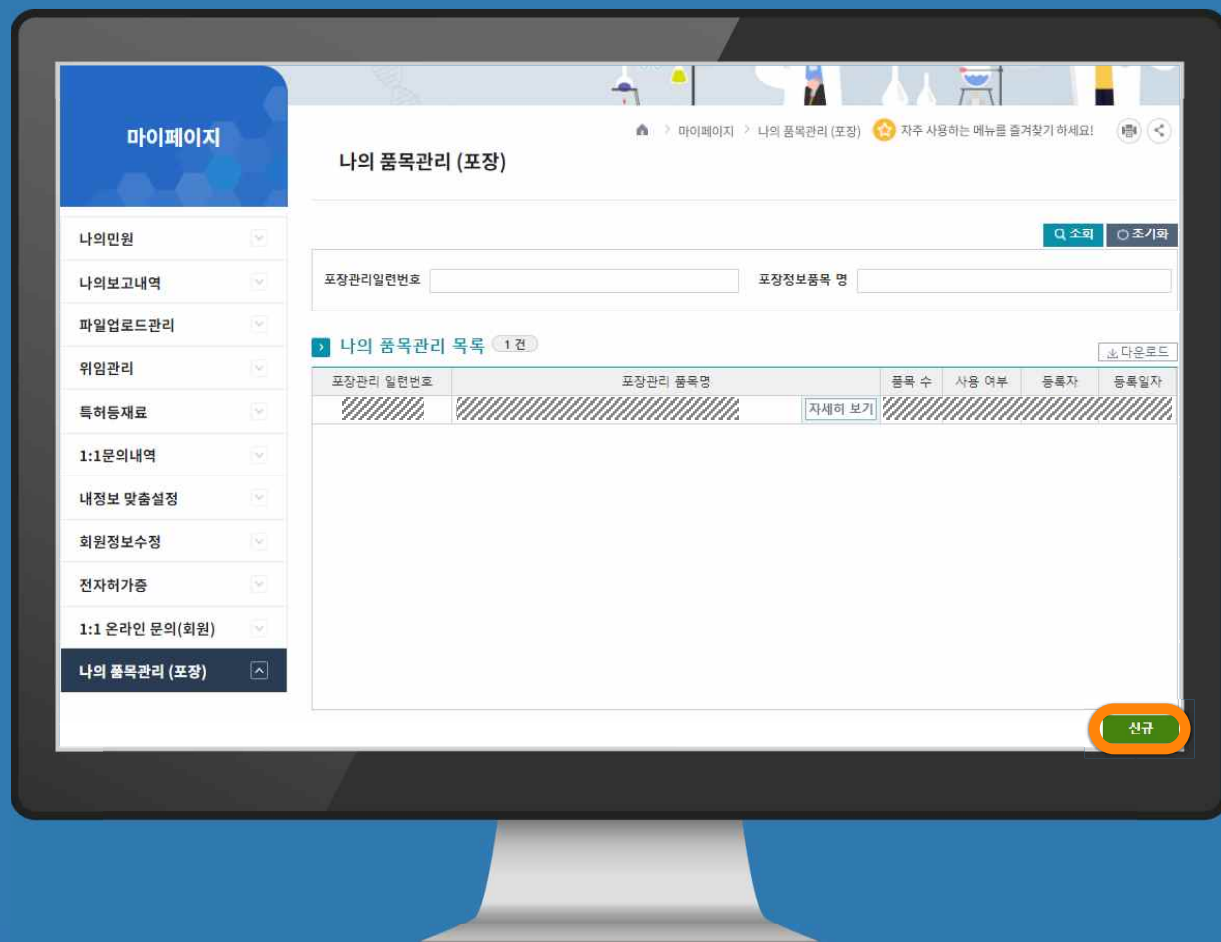 마이페이지
마이페이지 > 나의 품목관리 (포장) 자주 사용하는 메뉴를 즐겨찾기 하세요!
나의 품목관리 (포장)
나의민원
나의보고내역
파일업로드관리
위임관리
특허등재료
1:1문의내역
내정보 맞춤설정
회원정보수정
전자허가증
1:1 온라인 문의(회원)
나의 품목관리 (포장)
조회 초기화
포장관리일련번호 포장정보품목 명
나의 품목관리 목록 1 건
다운로드
포장관리 일련번호 포장관리 품목명 품목 수 사용 여부 등록자 등록일자
자세히 보기
신규